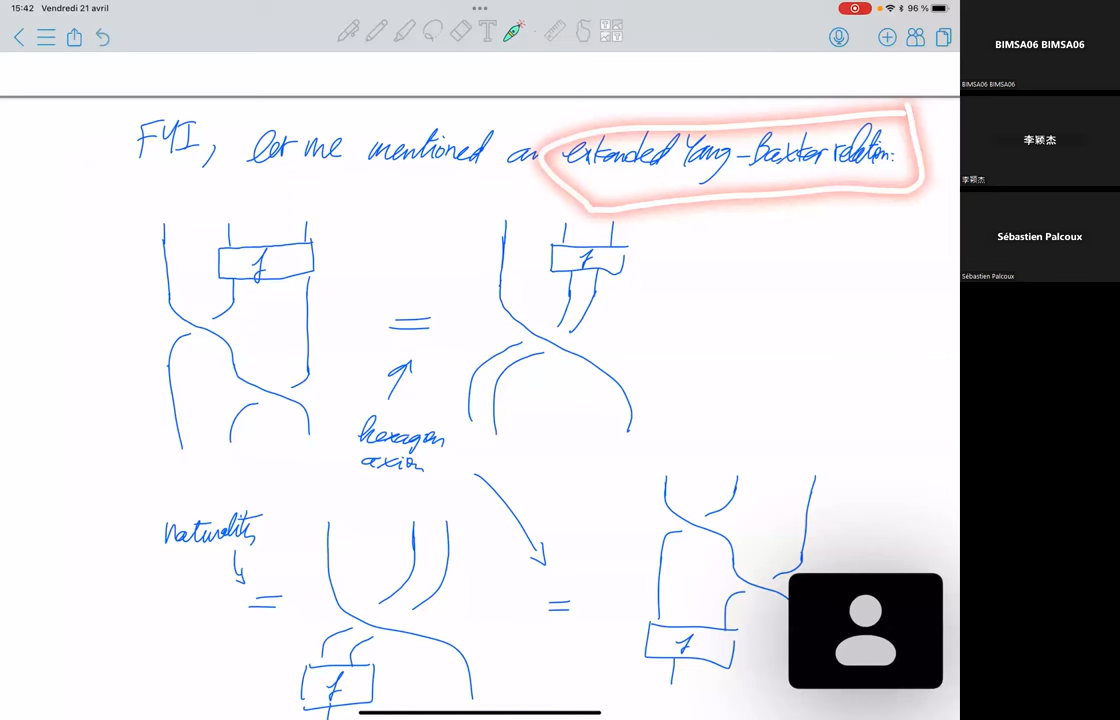 15:42 Vendredi 21 avril
96 %
BIMSA06 BIMSA06
BIMSA06 BIMSA06
李颖杰
李颖杰
Sébastien Palcoux
Sébastien Palcoux
FYI, let me mentioned an extended Yang-Baxter relation:
f
f
=
hexagon
axiom
naturality
=
=
f
f